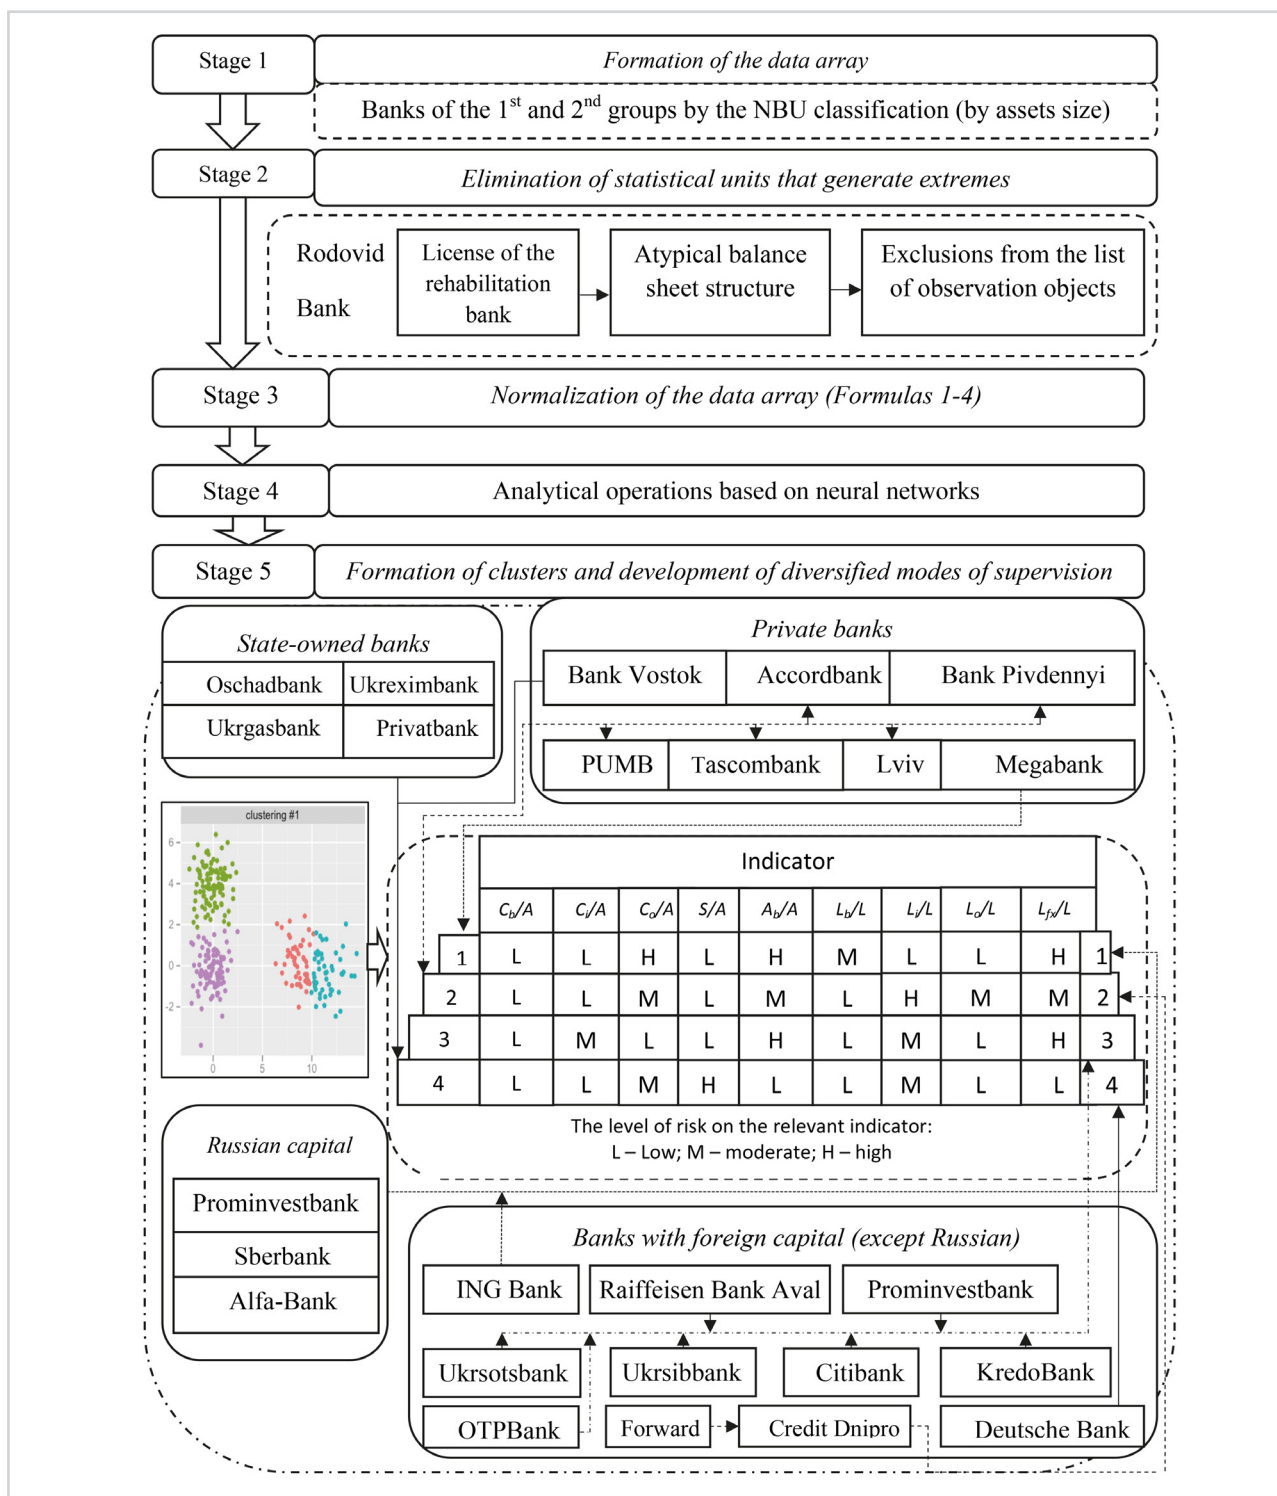 Stage 1
Formation of the data array
Banks of the 1st and 2nd groups by the NBU classification (by assets size)
Stage 2
Elimination of statistical units that generate extremes
Rodovid
Bank
License of the
rehabilitation
bank
Atypical balance
sheet structure
Exclusions from the list
of observation objects
Stage 3
Normalization of the data array (Formulas 1-4)
Stage 4
Analytical operations based on neural networks
Stage 5
Formation of clusters and development of diversified modes of supervision
State-owned banks
Oschadbank Ukreximbank
Ukrgasbank Privatbank
Private banks
Bank Vostok Accordbank Bank Pivdennyi
PUMB Tascombank Lviv Megabank
clustering #1
6
4
2
0
-2
0 5 10
Indicator
Cb/A Ci/A Co/A S/A Ab/A Lb/L Li/L Lo/L Lfx/L
1 L L H L H M L L H 1
2 L L M L M L H M M 2
3 L M L L H L M L H 3
4 L L M H L L M L L 4
The level of risk on the relevant indicator:
L – Low; M – moderate; H – high
Russian capital
Prominvestbank
Sberbank
Alfa-Bank
Banks with foreign capital (except Russian)
ING Bank Raiffeisen Bank Aval Prominvestbank
Ukrsotsbank Ukrsibbank Citibank KredoBank
OTPBank Forward Credit Dnipro Deutsche Bank